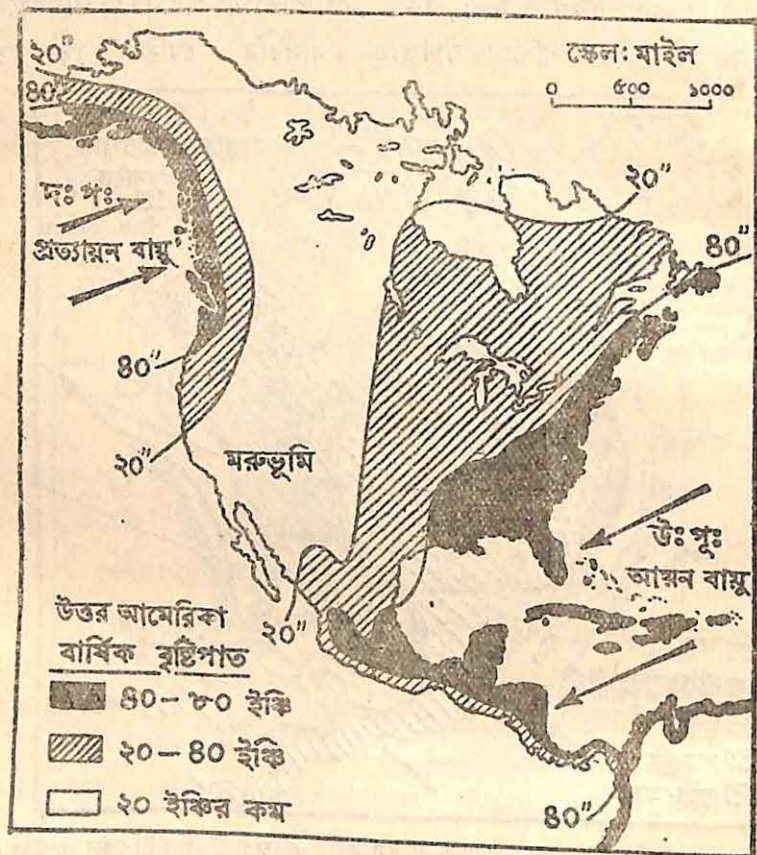 স্কেল: মাইল
০ ৫০০ ১০০০
২০"
৪০"
২০"
৪০"
দঃ পঃ
প্রত্যায়ন বায়ু
৪০"
২০"
মরুভূমি
উঃ পূঃ
আয়ন বায়ু
২০"
৪০"
উত্তর আমেরিকা
বার্ষিক বৃষ্টিপাত
৪০–৮০ ইঞ্চি
২০–৪০ ইঞ্চি
২০ ইঞ্চির কম